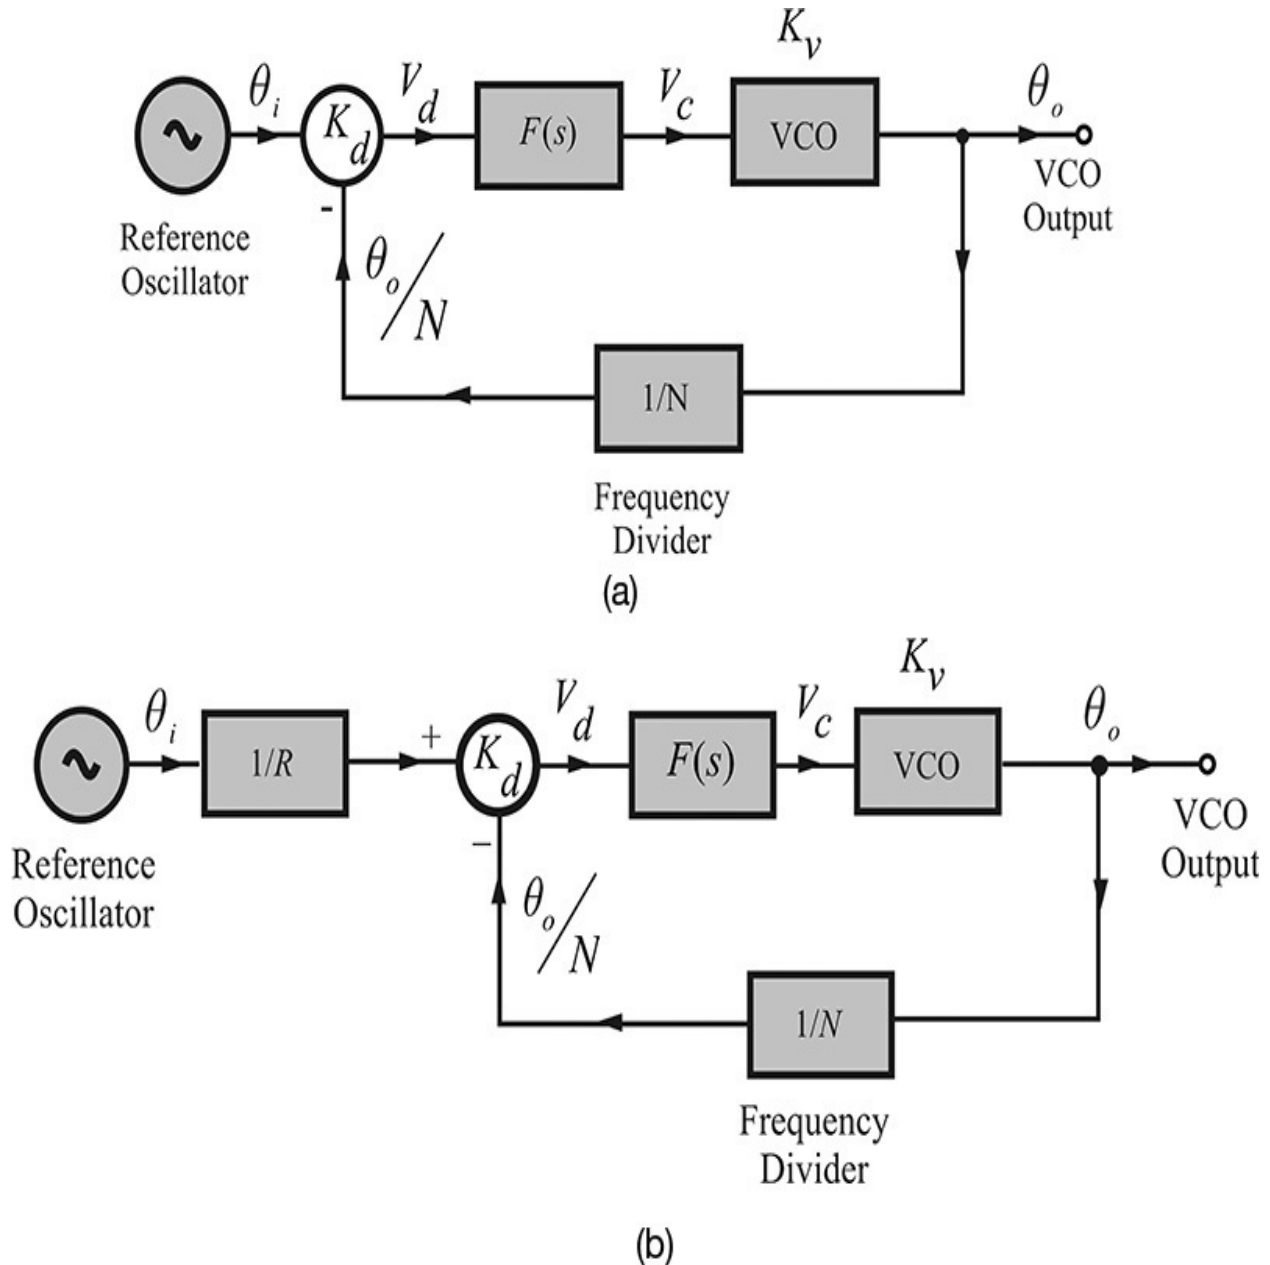 K_v
θ_i
K_d
V_d
F(s)
V_c
VCO
θ_o
VCO
Output
-
Reference
Oscillator
θ_o/N
1/N
Frequency
Divider
(a)
K_v
θ_i
1/R
+
K_d
V_d
F(s)
V_c
VCO
θ_o
VCO
Output
−
Reference
Oscillator
θ_o/N
1/N
Frequency
Divider
(b)